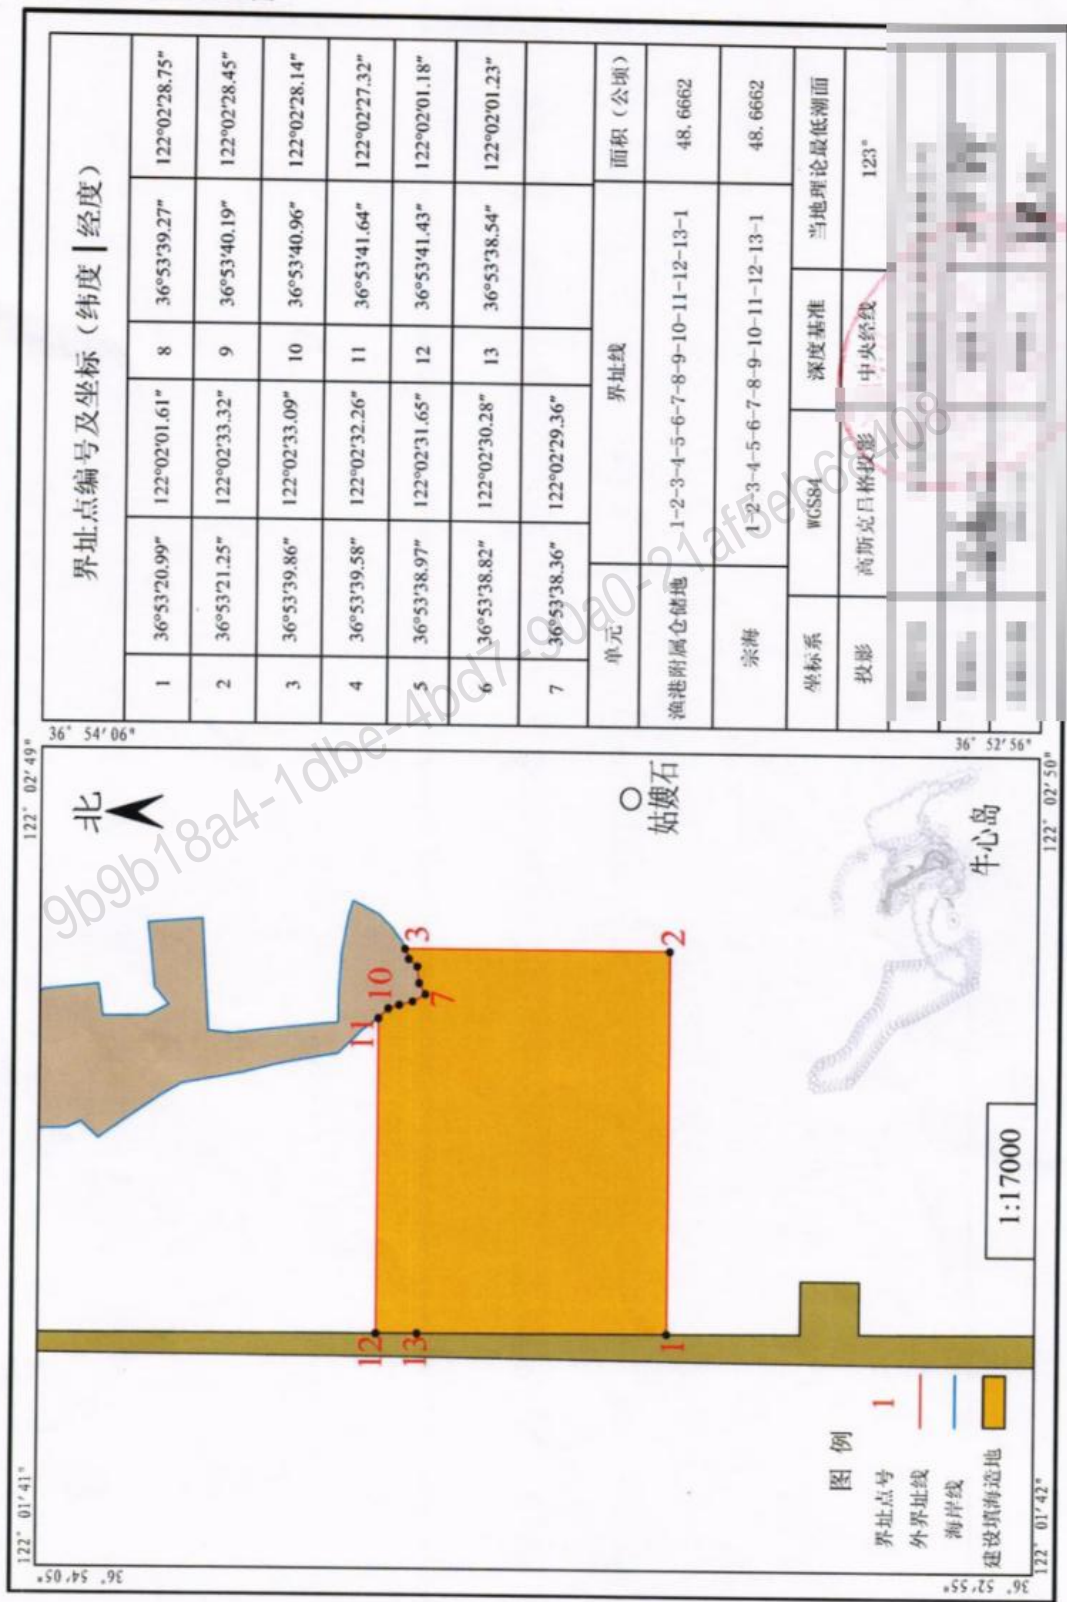 界址点编号及坐标（纬度┃经度）
1 36°53'20.99" 122°02'01.61" 8 36°53'39.27" 122°02'28.75"
2 36°53'21.25" 122°02'33.32" 9 36°53'40.19" 122°02'28.45"
3 36°53'39.86" 122°02'33.09" 10 36°53'40.96" 122°02'28.14"
4 36°53'39.58" 122°02'32.26" 11 36°53'41.64" 122°02'27.32"
5 36°53'38.97" 122°02'31.65" 12 36°53'41.43" 122°02'01.18"
6 36°53'38.82" 122°02'30.28" 13 36°53'38.54" 122°02'01.23"
7 36°53'38.36" 122°02'29.36"
单元 界址线 面积（公顷）
渔港附属仓储地 1-2-3-4-5-6-7-8-9-10-11-12-13-1 48.6662
宗海 1-2-3-4-5-6-7-8-9-10-11-12-13-1 48.6662
坐标系 WGS84 深度基准 当地理论最低潮面
投影 高斯克吕格投影 中央经线 123°
122° 01'41"
122° 02'49"
36° 54'05"
36° 54'06"
北
11
10
3
7
12
13
1
2
姑嫂石
牛心岛
图 例
界址点号 1
外界址线
海岸线
建设填海造地
1:17000
36° 52'55"
36° 52'56"
122° 01'42"
122° 02'50"
9b9b18a4-1dbe-4bd7-90a0-21af5eb68408